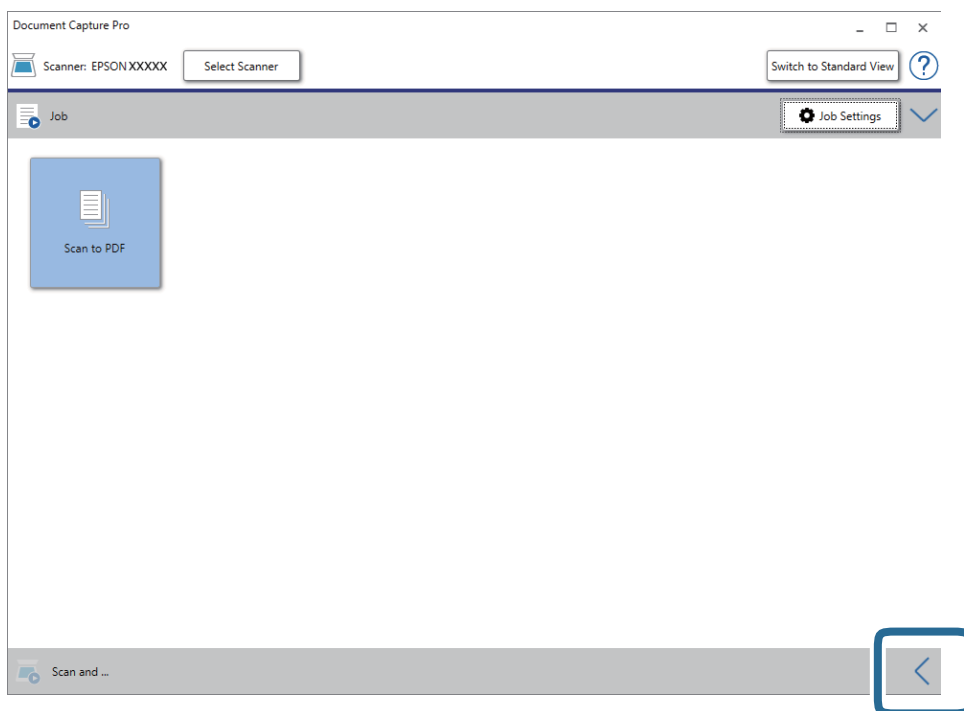 Document Capture Pro
Scanner: EPSON XXXXX
Select Scanner
Switch to Standard View
?
Job
Job Settings
Scan to PDF
Scan and ...